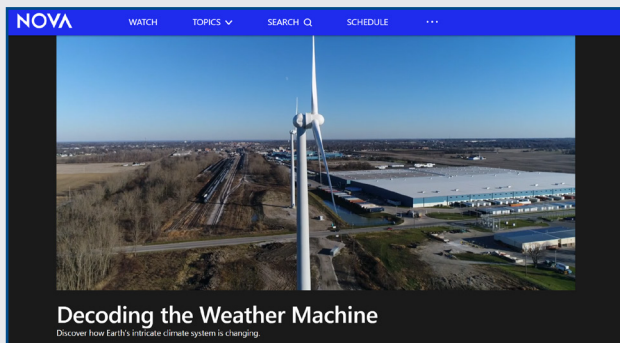 NOVA WATCH TOPICS SEARCH SCHEDULE ...
Decoding the Weather Machine
Discover how Earth's intricate climate system is changing.